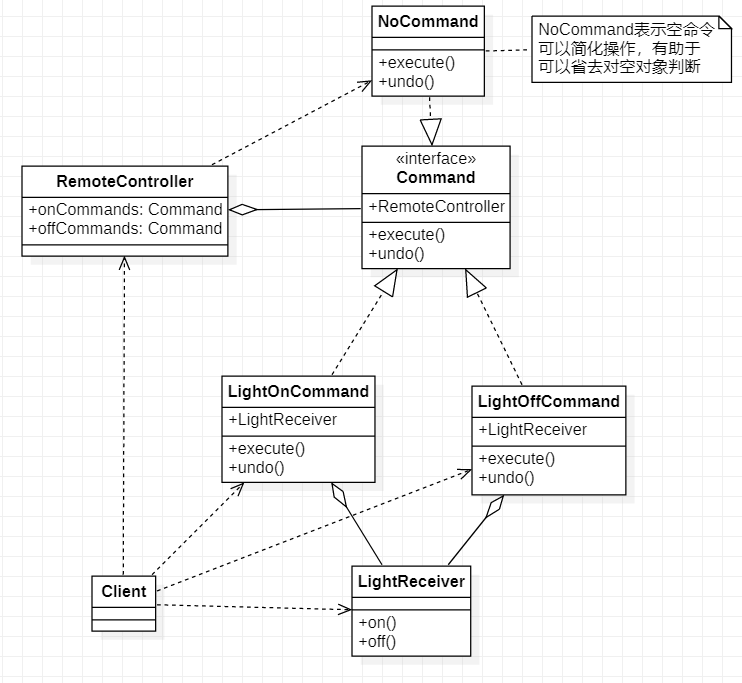 NoCommand
+execute()
+undo()
NoCommand表示空命令
可以简化操作，有助于
可以省去对空对象判断
RemoteController
+onCommands: Command
+offCommands: Command
«interface»
Command
+RemoteController
+execute()
+undo()
LightOnCommand
+LightReceiver
+execute()
+undo()
LightOffCommand
+LightReceiver
+execute()
+undo()
Client
LightReceiver
+on()
+off()